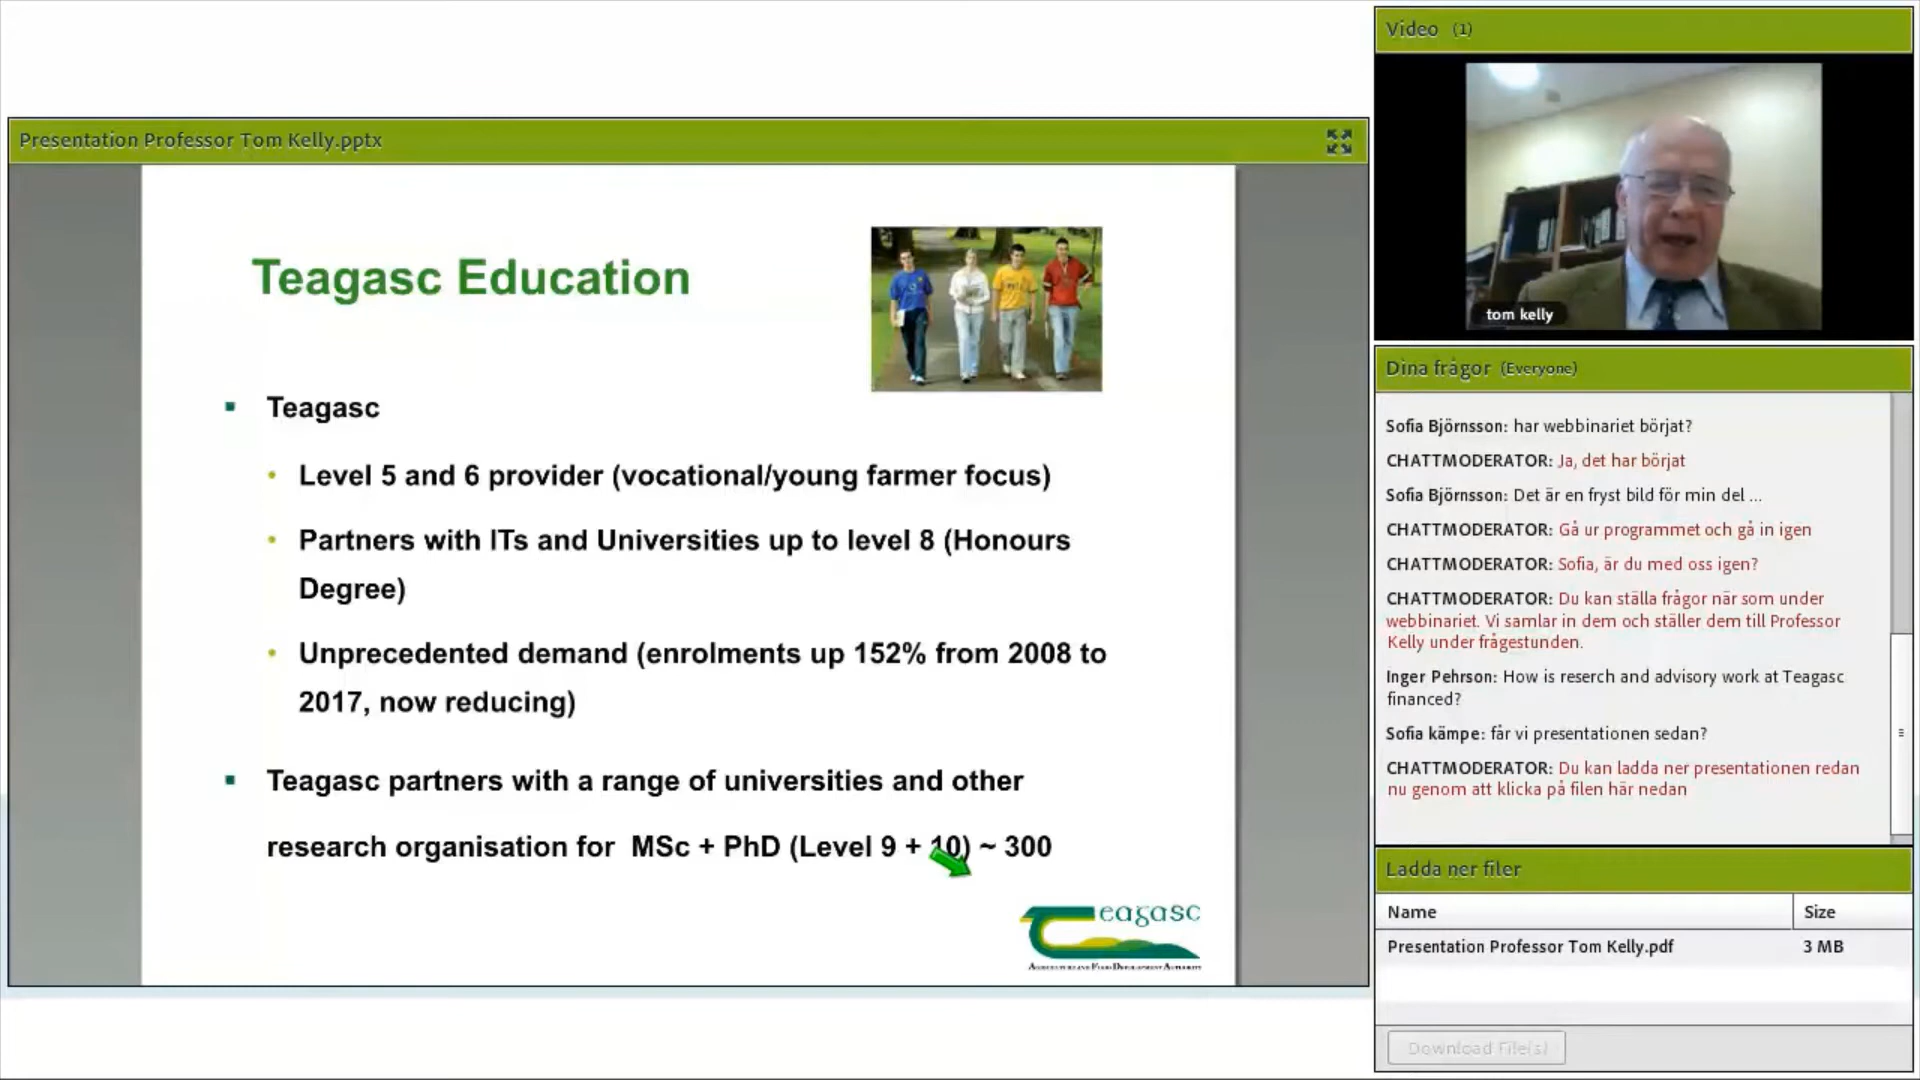 Presentation Professor Tom Kelly.pptx
Teagasc Education
Teagasc
Level 5 and 6 provider (vocational/young farmer focus)
Partners with ITs and Universities up to level 8 (Honours
Degree)
Unprecedented demand (enrolments up 152% from 2008 to
2017, now reducing)
Teagasc partners with a range of universities and other
research organisation for MSc + PhD (Level 9 + 10) ~ 300
eagasc
Agriculture and Food Development Authority
Video (1)
tom kelly
Dina frågor (Everyone)
Sofia Björnsson: har webbinariet börjat?
CHATTMODERATOR: Ja, det har börjat
Sofia Björnsson: Det är en fryst bild för min del ...
CHATTMODERATOR: Gå ur programmet och gå in igen
CHATTMODERATOR: Sofia, är du med oss igen?
CHATTMODERATOR: Du kan ställa frågor när som under
webbinariet. Vi samlar in dem och ställer dem till Professor
Kelly under frågestunden.
Inger Pehrson: How is reserch and advisory work at Teagasc
financed?
Sofia kämpe: får vi presentationen sedan?
CHATTMODERATOR: Du kan ladda ner presentationen redan
nu genom att klicka på filen här nedan
Ladda ner filer
Name Size
Presentation Professor Tom Kelly.pdf 3 MB
Download File(s)